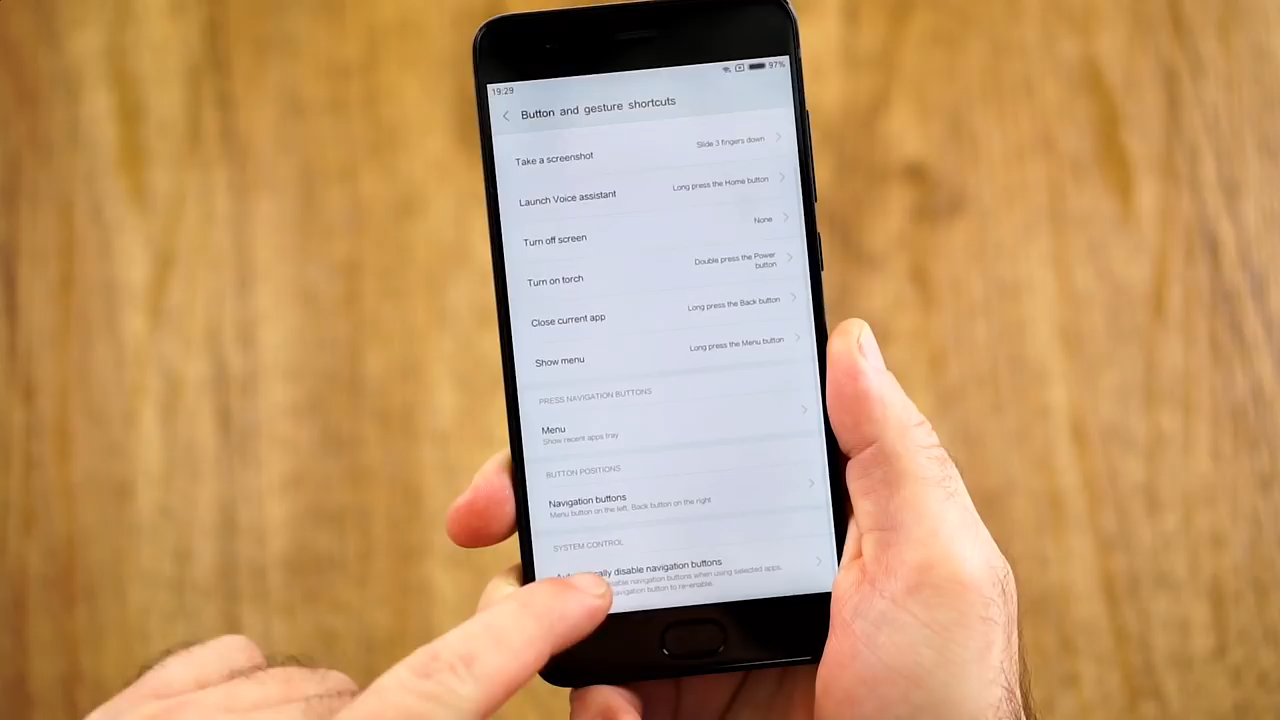 19:29
97%
Button and gesture shortcuts
Take a screenshot
Slide 3 fingers down
Launch Voice assistant
Long press the Home button
Turn off screen
None
Turn on torch
Double press the Power
button
Close current app
Long press the Back button
Show menu
Long press the Menu button
PRESS NAVIGATION BUTTONS
Menu
Show recent apps tray
BUTTON POSITIONS
Navigation buttons
Menu button on the left, Back button on the right
SYSTEM CONTROL
disable navigation buttons
navigation buttons when using selected apps.
navigation button to re-enable.